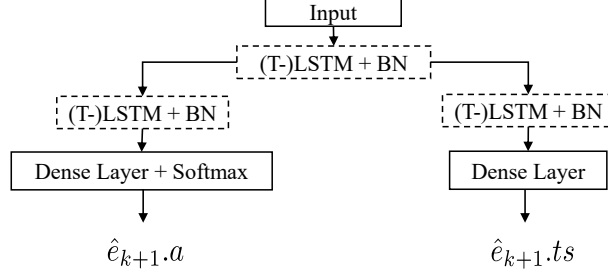 Input
(T-)LSTM + BN
(T-)LSTM + BN
(T-)LSTM + BN
Dense Layer + Softmax
Dense Layer
ê_{k+1}.a
ê_{k+1}.ts